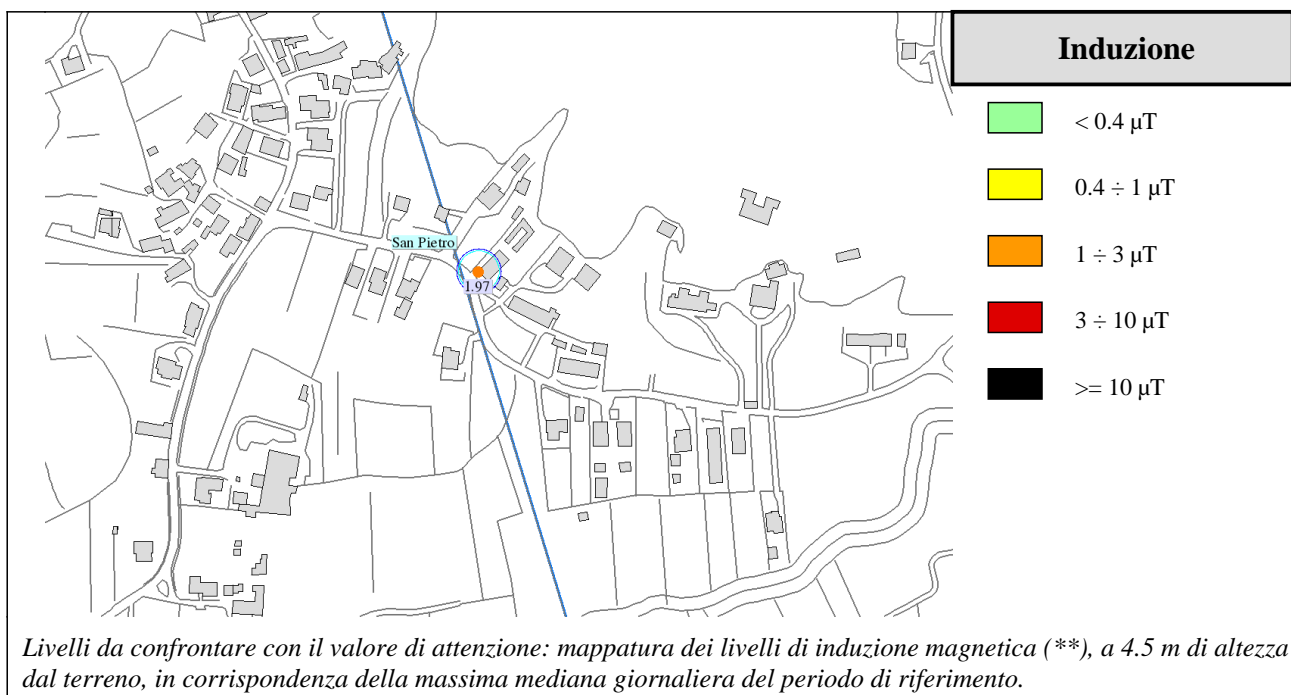 Induzione
< 0.4 µT
0.4 ÷ 1 µT
1 ÷ 3 µT
3 ÷ 10 µT
>= 10 µT
San Pietro
1.97
Livelli da confrontare con il valore di attenzione: mappatura dei livelli di induzione magnetica (**), a 4.5 m di altezza
dal terreno, in corrispondenza della massima mediana giornaliera del periodo di riferimento.